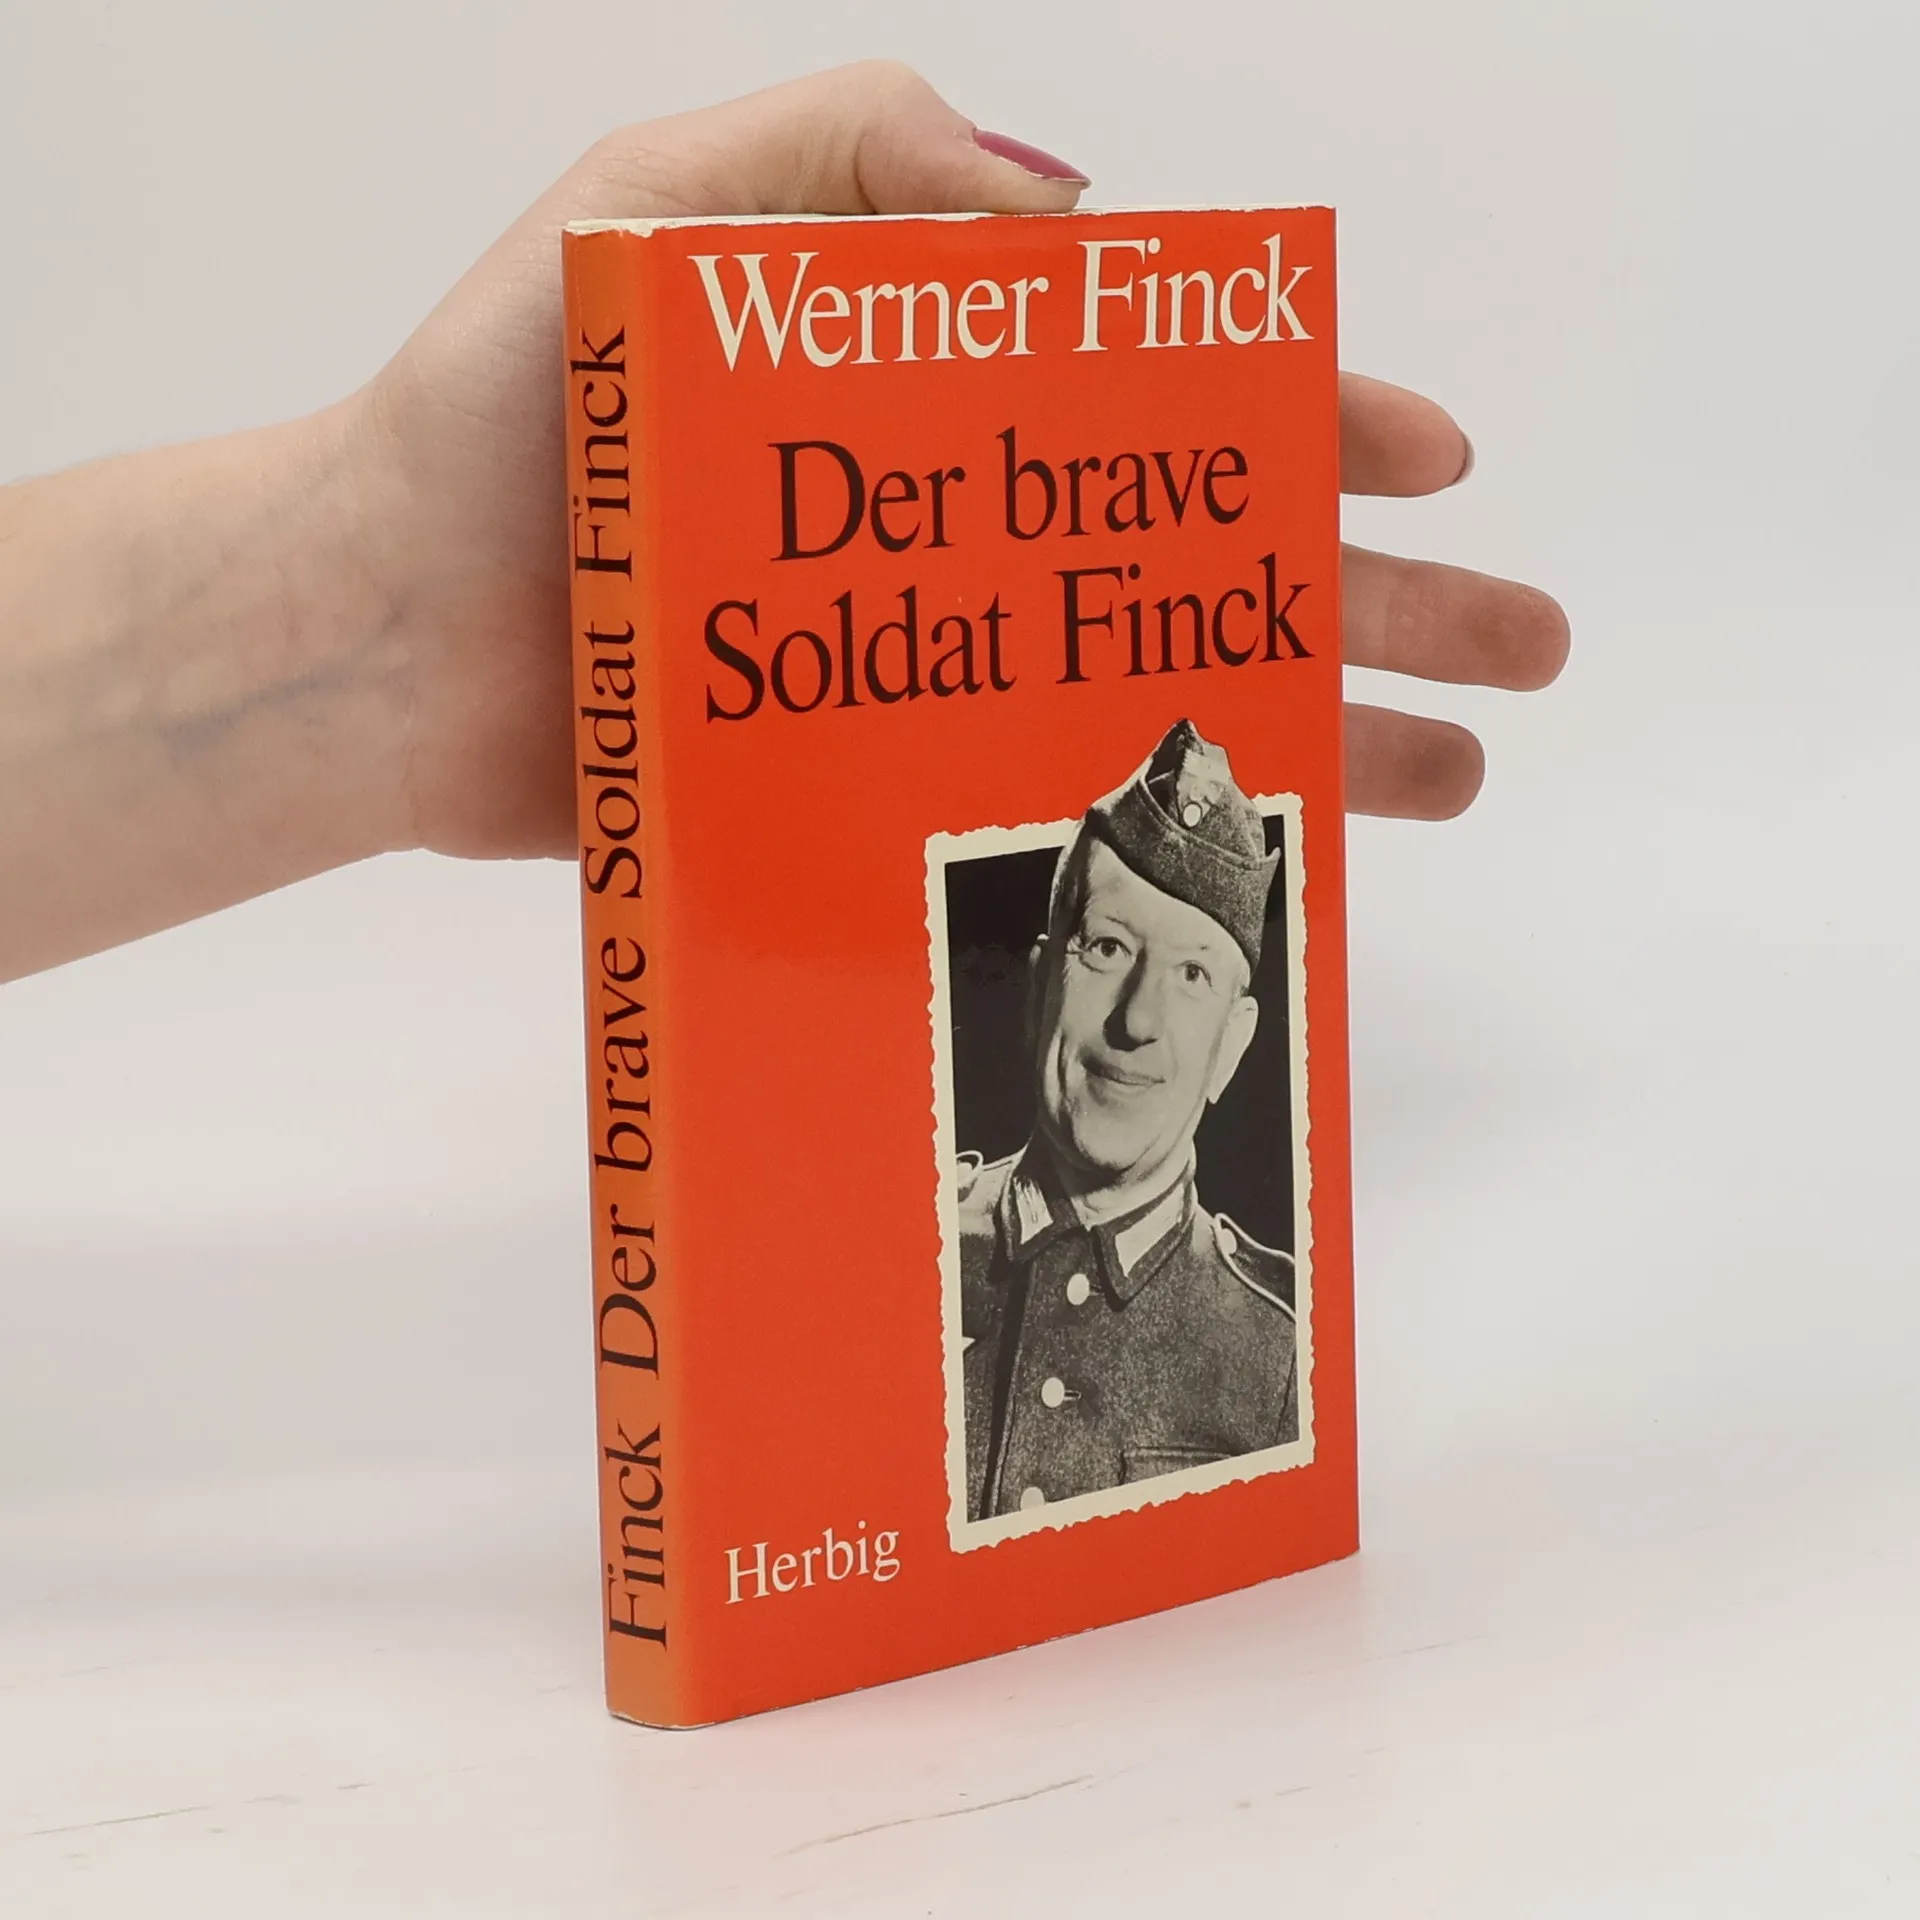 Werner Finck
Der brave
Soldat Finck
Herbig
Finck Der brave Soldat Finck